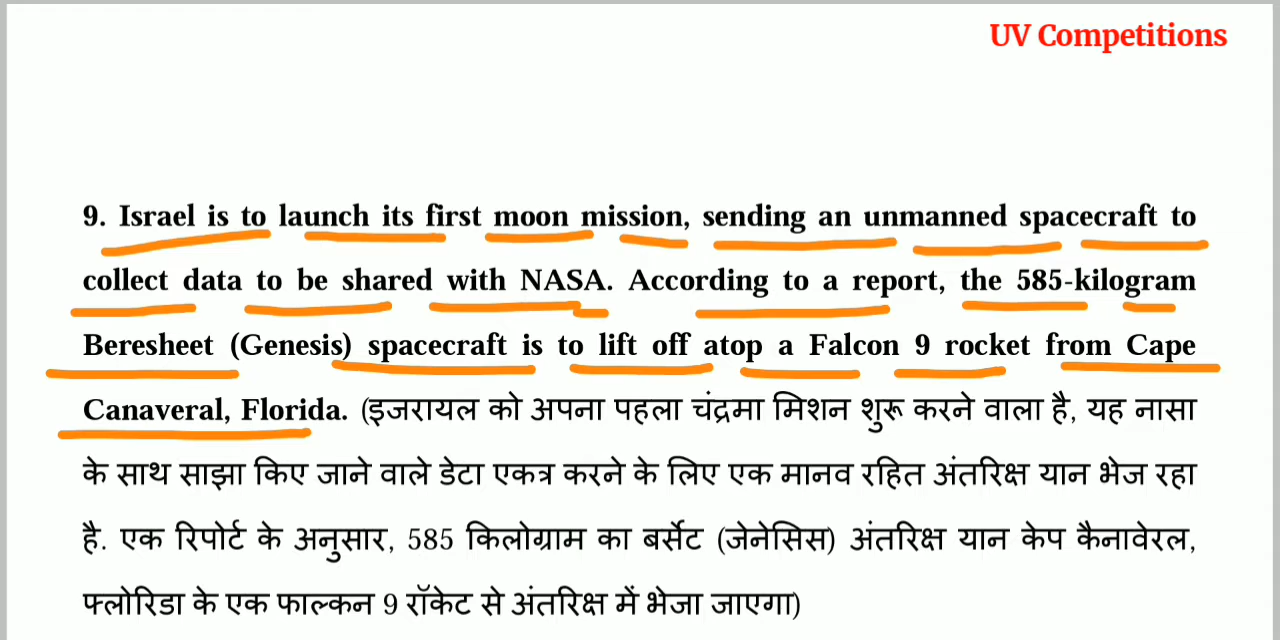 UV Competitions
9. Israel is to launch its first moon mission, sending an unmanned spacecraft to
collect data to be shared with NASA. According to a report, the 585-kilogram
Beresheet (Genesis) spacecraft is to lift off atop a Falcon 9 rocket from Cape
Canaveral, Florida. (इजरायल को अपना पहला चंद्रमा मिशन शुरू करने वाला है, यह नासा
के साथ साझा किए जाने वाले डेटा एकत्र करने के लिए एक मानव रहित अंतरिक्ष यान भेज रहा
है. एक रिपोर्ट के अनुसार, 585 किलोग्राम का बर्सेट (जेनेसिस) अंतरिक्ष यान केप कैनावेरल,
फ्लोरिडा के एक फाल्कन 9 रॉकेट से अंतरिक्ष में भेजा जाएगा)